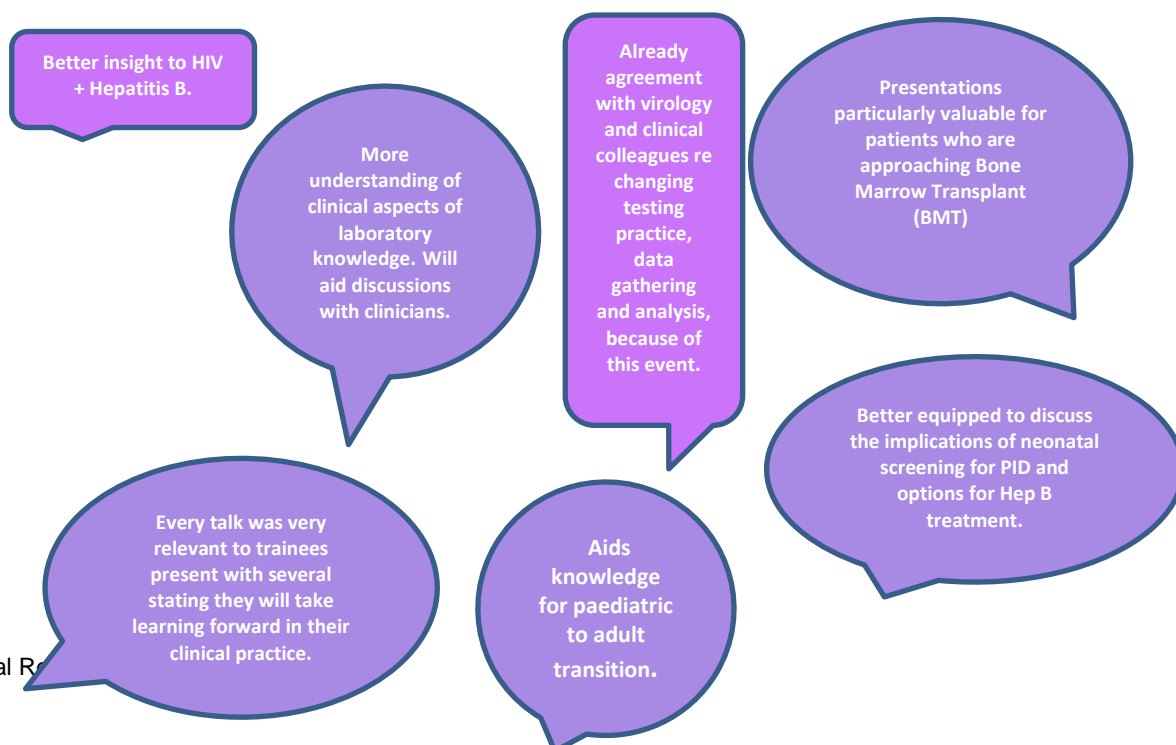 Better insight to HIV
+ Hepatitis B.
More
understanding of
clinical aspects of
laboratory
knowledge. Will
aid discussions
with clinicians.
Already
agreement
with virology
and clinical
colleagues re
changing
testing
practice,
data
gathering
and analysis,
because of
this event.
Presentations
particularly valuable for
patients who are
approaching Bone
Marrow Transplant
(BMT)
Better equipped to discuss
the implications of neonatal
screening for PID and
options for Hep B
treatment.
Every talk was very
relevant to trainees
present with several
stating they will take
learning forward in their
clinical practice.
Aids
knowledge
for paediatric
to adult
transition.